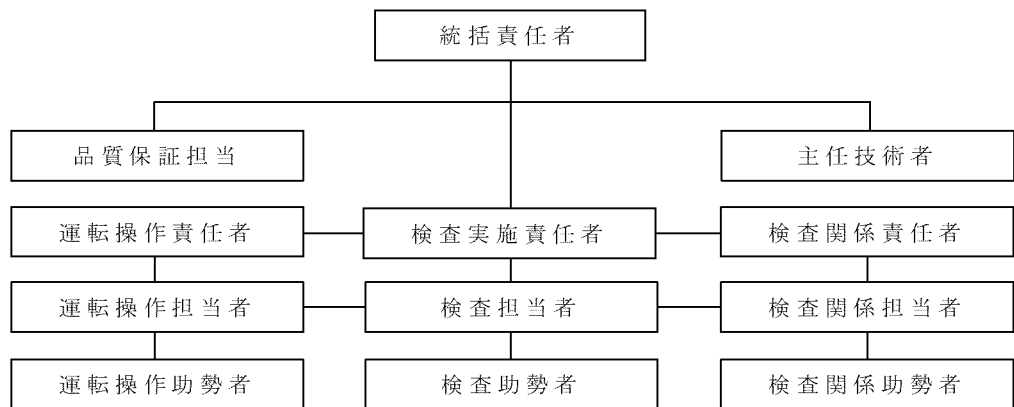 統括責任者
品質保証担当
主任技術者
運転操作責任者
検査実施責任者
検査関係責任者
運転操作担当者
検査担当者
検査関係担当者
運転操作助勢者
検査助勢者
検査関係助勢者